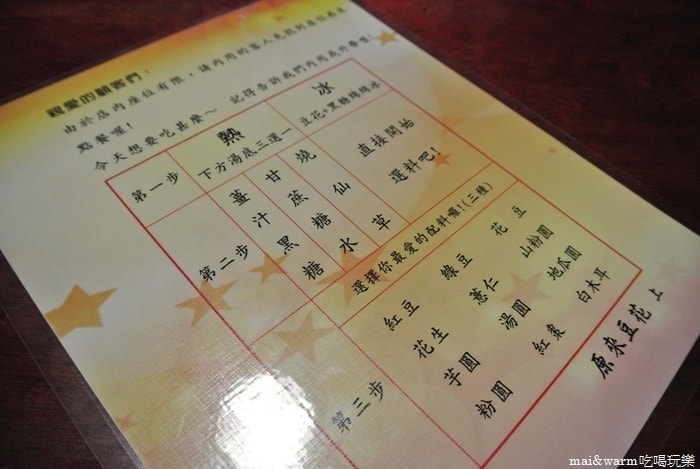 親愛的顧客們：
由於店內座位有限，請內用的客人先找到座位再來
點餐喔！
今天想要吃甚麼～ 記得告訴我們內用或外帶喔！
第一步
熱
下方湯底三選一
冰
豆花+黑糖綿綿冰
第二步
薑汁黑糖
甘蔗糖水
燒仙草
直接開始
選料吧！
第三步
選擇你最愛的配料囉！(三種)
紅豆 綠豆 花豆
花生 薏仁 山粉圓
芋圓 湯圓 地瓜圓
粉圓 紅棗 白木耳
原來豆花 上
mai&warm吃喝玩樂